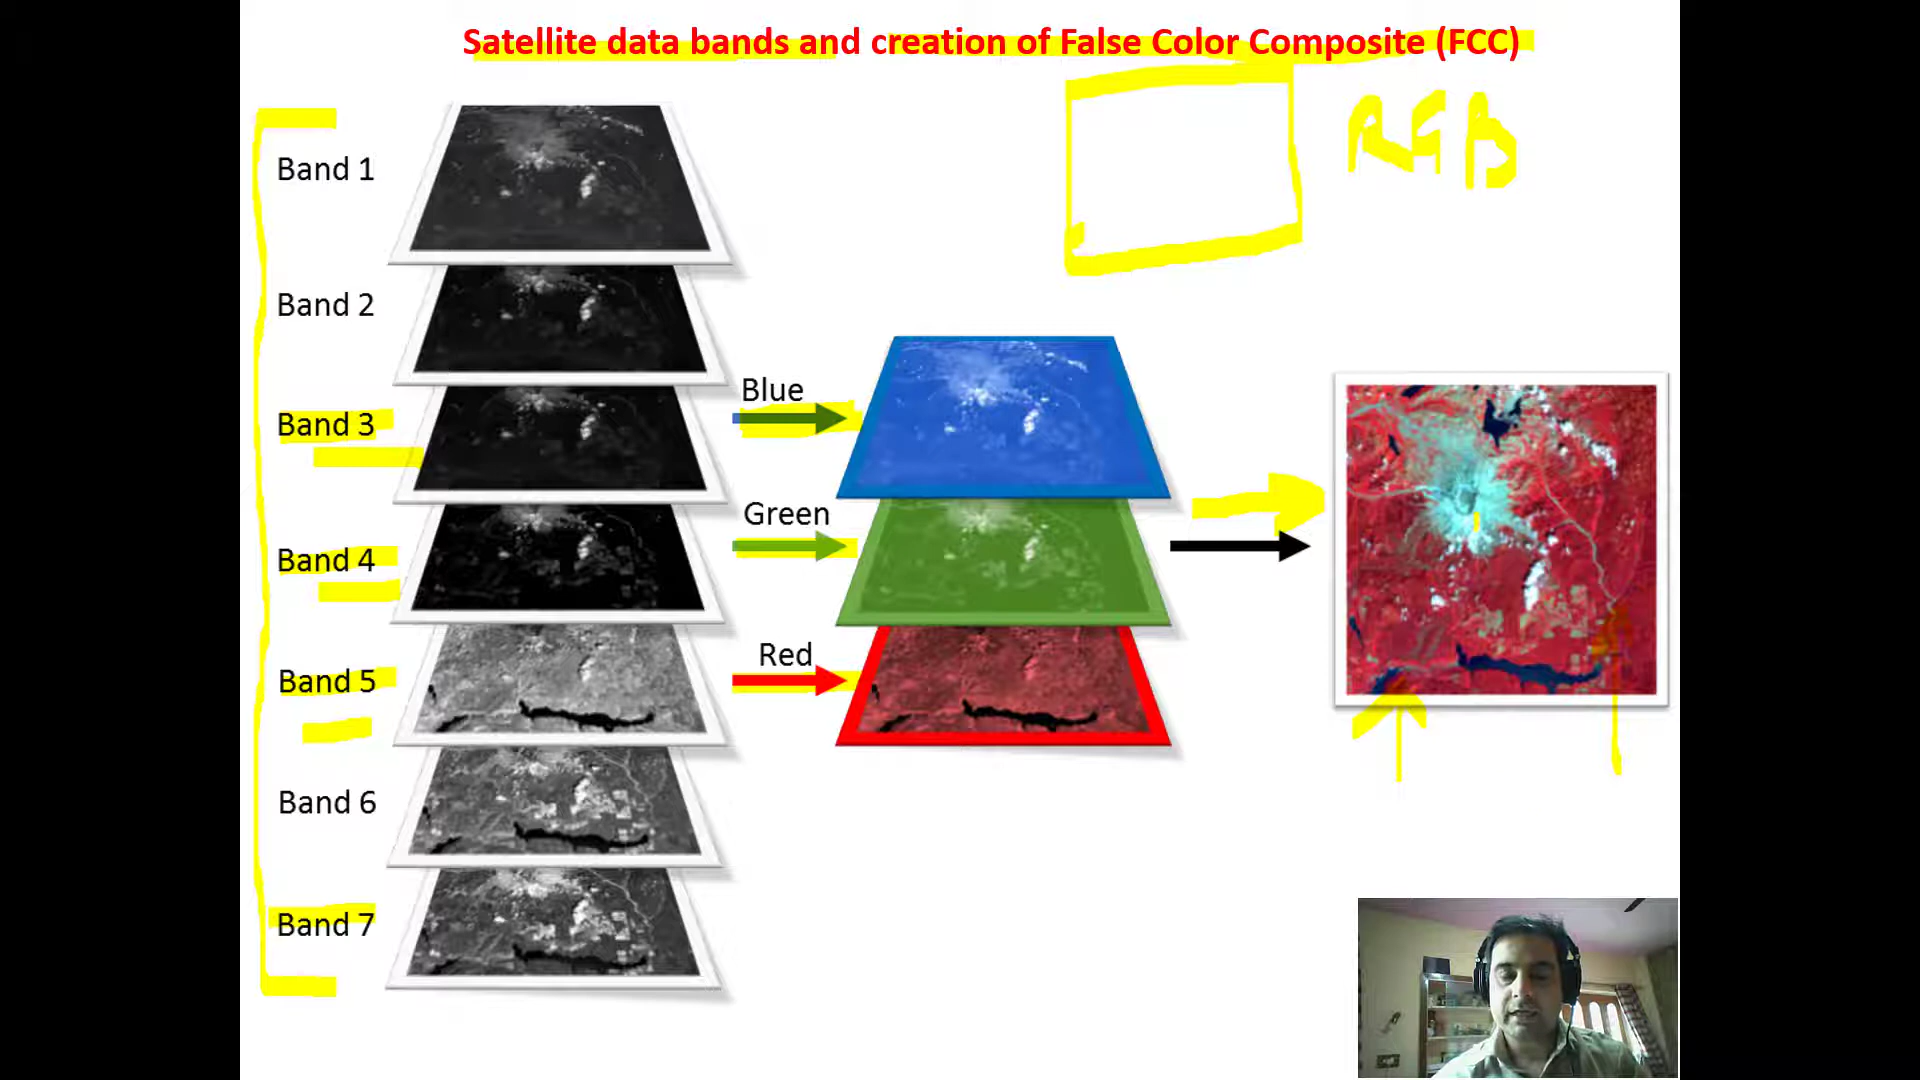 Satellite data bands and creation of False Color Composite (FCC)
RGB
Band 1
Band 2
Band 3
Blue
Band 4
Green
Band 5
Red
Band 6
Band 7